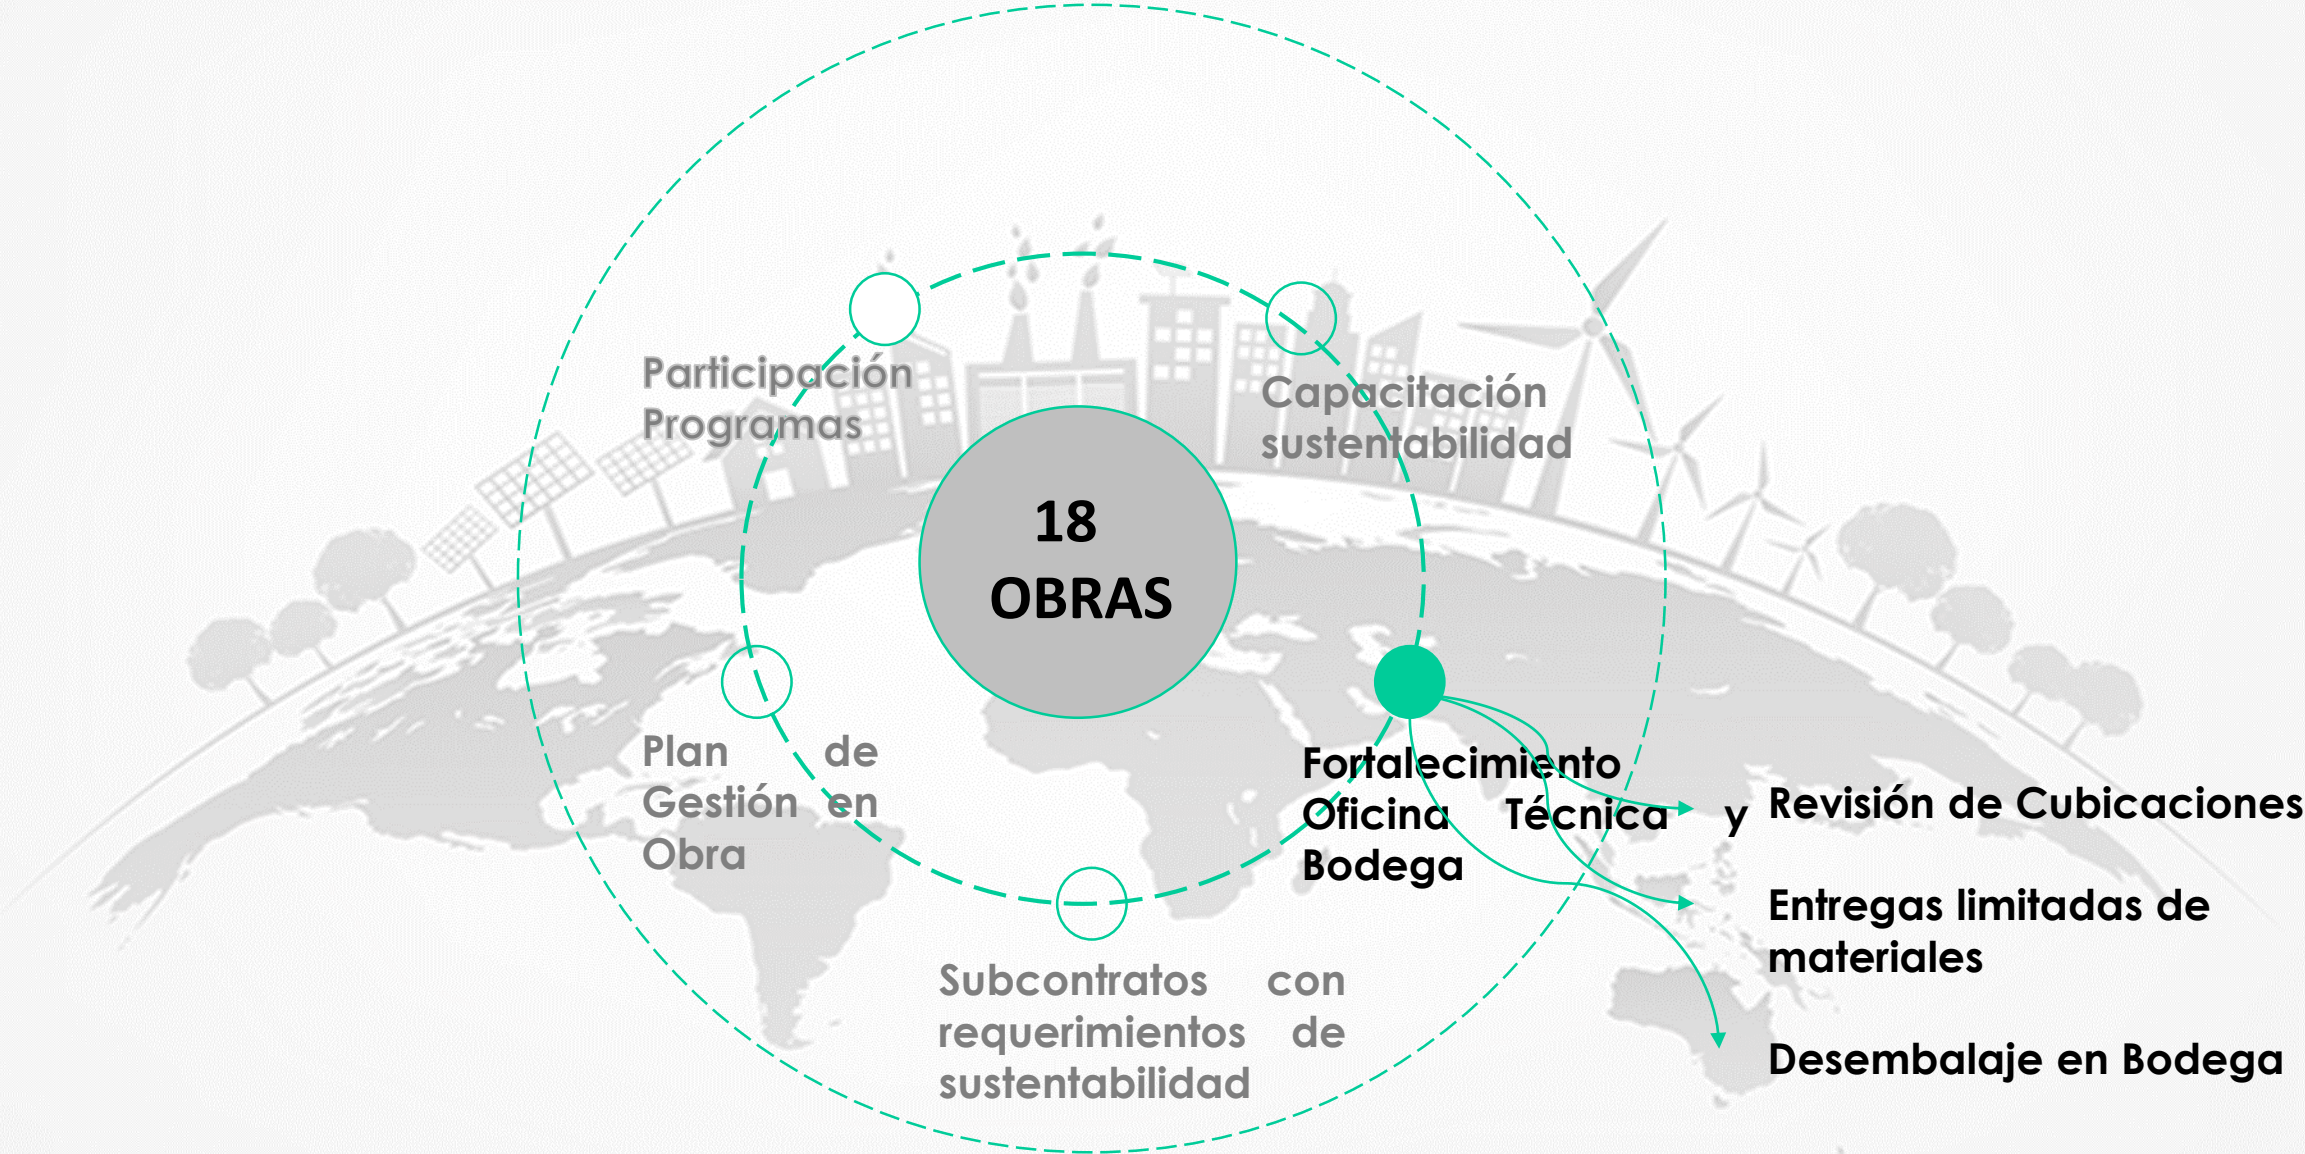 Participación
Programas
Capacitación
sustentabilidad
18
OBRAS
Plan de
Gestión en
Obra
Fortalecimiento
Oficina Técnica y
Bodega
Revisión de Cubicaciones
Entregas limitadas de
materiales
Desembalaje en Bodega
Subcontratos con
requerimientos de
sustentabilidad